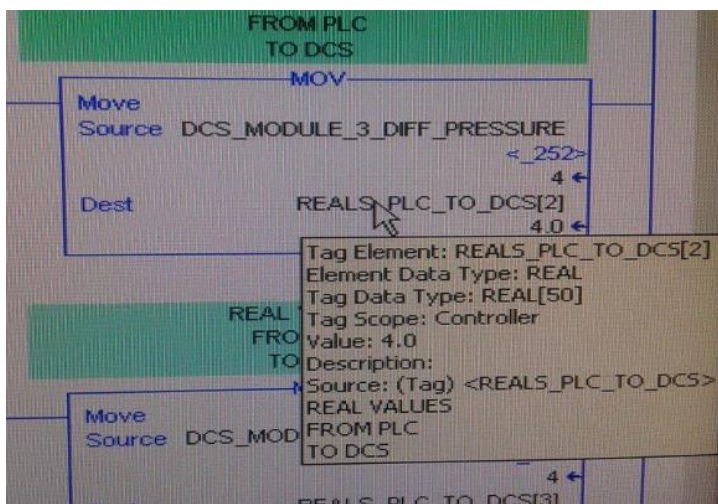 FROM PLC
TO DCS
MOV
Move
Source DCS_MODULE_3_DIFF_PRESSURE
<_252>
4
Dest REALS_PLC_TO_DCS[2]
4.0
Tag Element: REALS_PLC_TO_DCS[2]
Element Data Type: REAL
Tag Data Type: REAL[50]
Tag Scope: Controller
Value: 4.0
Description:
Source: (Tag) <REALS_PLC_TO_DCS>
REAL VALUES
FROM PLC
TO DCS
REAL
FRO
TO
M
Move
Source DCS_MOD
4
REALS_PLC_TO_DCS[3]